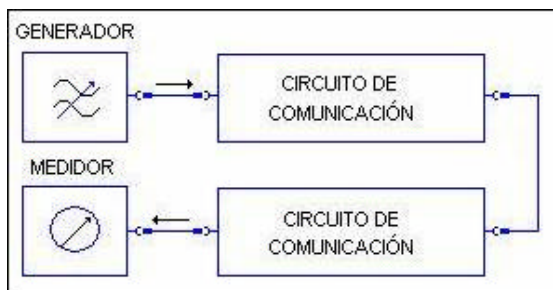 GENERADOR
CIRCUITO DE
COMUNICACIÓN
MEDIDOR
CIRCUITO DE
COMUNICACIÓN